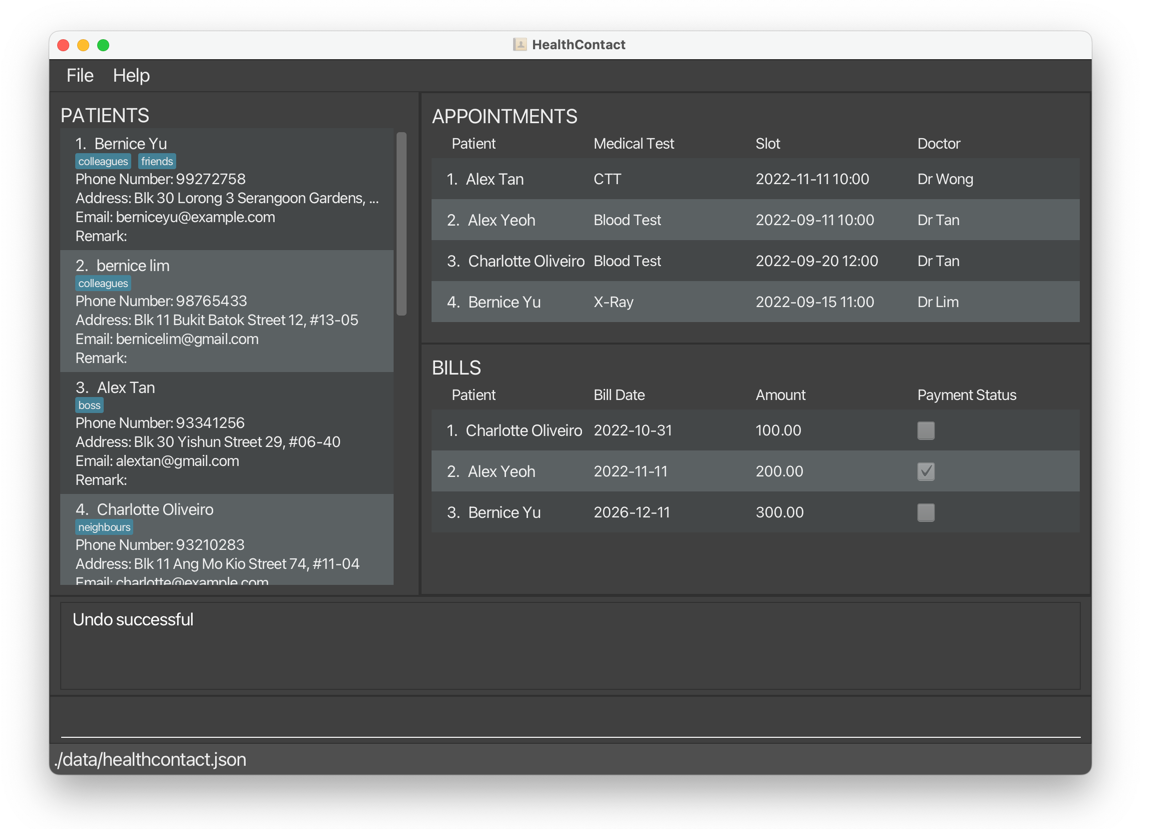 HealthContact
File Help
PATIENTS
1. Bernice Yu
colleagues friends
Phone Number: 99272758
Address: Blk 30 Lorong 3 Serangoon Gardens, ...
Email: berniceyu@example.com
Remark:
2. bernice lim
colleagues
Phone Number: 98765433
Address: Blk 11 Bukit Batok Street 12, #13-05
Email: bernicelim@gmail.com
Remark:
3. Alex Tan
boss
Phone Number: 93341256
Address: Blk 30 Yishun Street 29, #06-40
Email: alextan@gmail.com
Remark:
4. Charlotte Oliveiro
neighbours
Phone Number: 93210283
Address: Blk 11 Ang Mo Kio Street 74, #11-04
Email: charlotte@example.com
APPOINTMENTS
Patient Medical Test Slot Doctor
1. Alex Tan CTT 2022-11-11 10:00 Dr Wong
2. Alex Yeoh Blood Test 2022-09-11 10:00 Dr Tan
3. Charlotte Oliveiro Blood Test 2022-09-20 12:00 Dr Tan
4. Bernice Yu X-Ray 2022-09-15 11:00 Dr Lim
BILLS
Patient Bill Date Amount Payment Status
1. Charlotte Oliveiro 2022-10-31 100.00
2. Alex Yeoh 2022-11-11 200.00
3. Bernice Yu 2026-12-11 300.00
Undo successful
./data/healthcontact.json